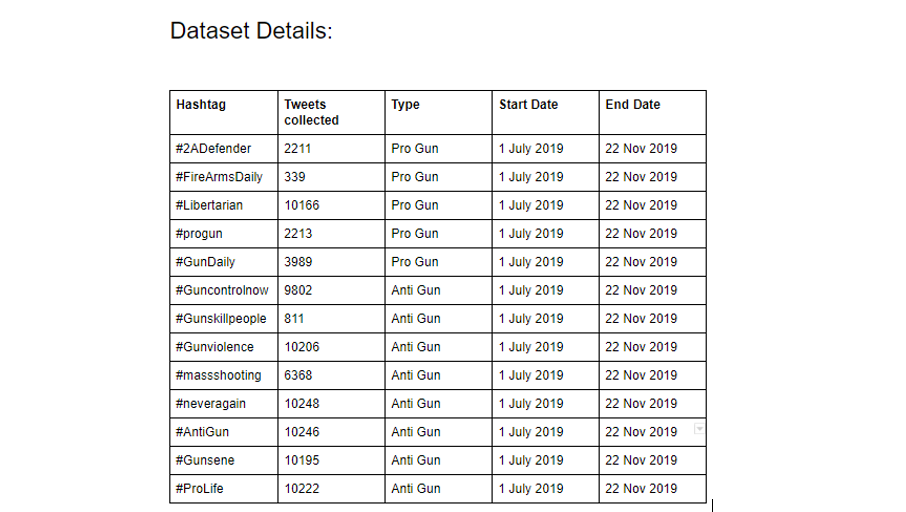 Dataset Details:
Hashtag Tweets collected Type Start Date End Date
#2ADefender 2211 Pro Gun 1 July 2019 22 Nov 2019
#FireArmsDaily 339 Pro Gun 1 July 2019 22 Nov 2019
#Libertarian 10166 Pro Gun 1 July 2019 22 Nov 2019
#progun 2213 Pro Gun 1 July 2019 22 Nov 2019
#GunDaily 3989 Pro Gun 1 July 2019 22 Nov 2019
#Guncontrolnow 9802 Anti Gun 1 July 2019 22 Nov 2019
#Gunskillpeople 811 Anti Gun 1 July 2019 22 Nov 2019
#Gunviolence 10206 Anti Gun 1 July 2019 22 Nov 2019
#massshooting 6368 Anti Gun 1 July 2019 22 Nov 2019
#neveragain 10248 Anti Gun 1 July 2019 22 Nov 2019
#AntiGun 10246 Anti Gun 1 July 2019 22 Nov 2019
#Gunsene 10195 Anti Gun 1 July 2019 22 Nov 2019
#ProLife 10222 Anti Gun 1 July 2019 22 Nov 2019